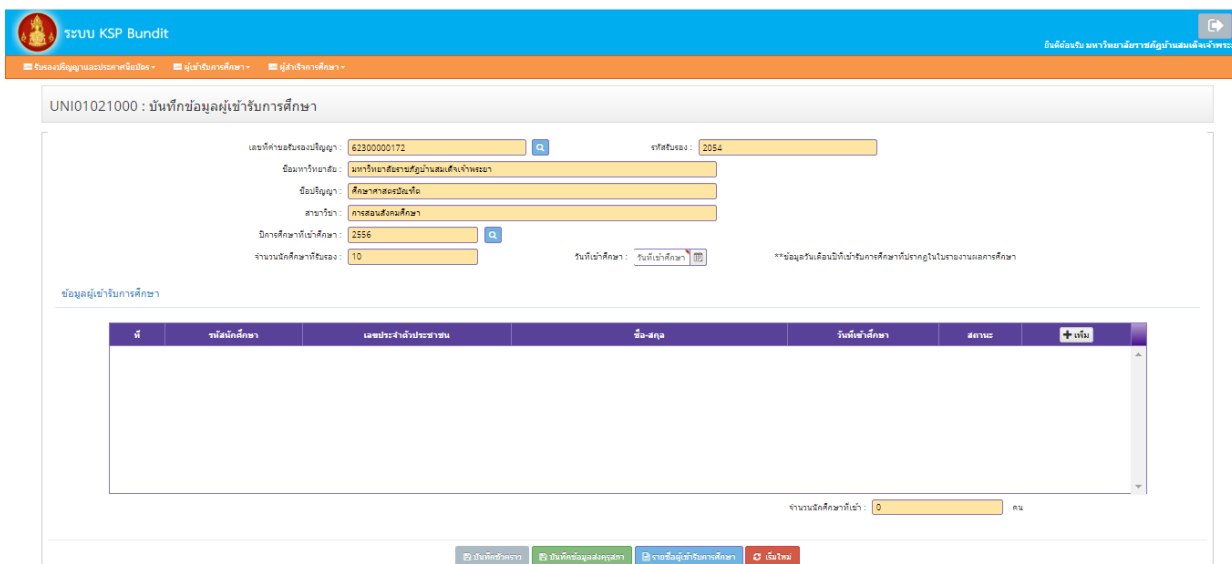 ระบบ KSP Bundit
ยินดีต้อนรับ มหาวิทยาลัยราชภัฏบ้านสมเด็จเจ้าพระ
รับรองปริญญาและประกาศนียบัตร ผู้เข้ารับการศึกษา ผู้สำเร็จการศึกษา
UNI01021000 : บันทึกข้อมูลผู้เข้ารับการศึกษา
เลขที่คำขอรับรองปริญญา : 62300000172 รหัสรับรอง : 2054
ชื่อมหาวิทยาลัย : มหาวิทยาลัยราชภัฏบ้านสมเด็จเจ้าพระยา
ชื่อปริญญา : ศึกษาศาสตรบัณฑิต
สาขาวิชา : การสอนสังคมศึกษา
ปีการศึกษาที่เข้าศึกษา : 2556
จำนวนนักศึกษาที่รับรอง : 10 วันที่เข้าศึกษา : วันที่เข้าศึกษา **ข้อมูลวันเดือนปีที่เข้ารับการศึกษาที่ปรากฏในใบรายงานผลการศึกษา
ข้อมูลผู้เข้ารับการศึกษา
ที่ รหัสนักศึกษา เลขประจำตัวประชาชน ชื่อ-สกุล วันที่เข้าศึกษา สถานะ เพิ่ม
จำนวนนักศึกษาที่เข้า : 0 คน
บันทึกชั่วคราว บันทึกข้อมูลส่งคุรุสภา รายชื่อผู้เข้ารับการศึกษา เริ่มใหม่